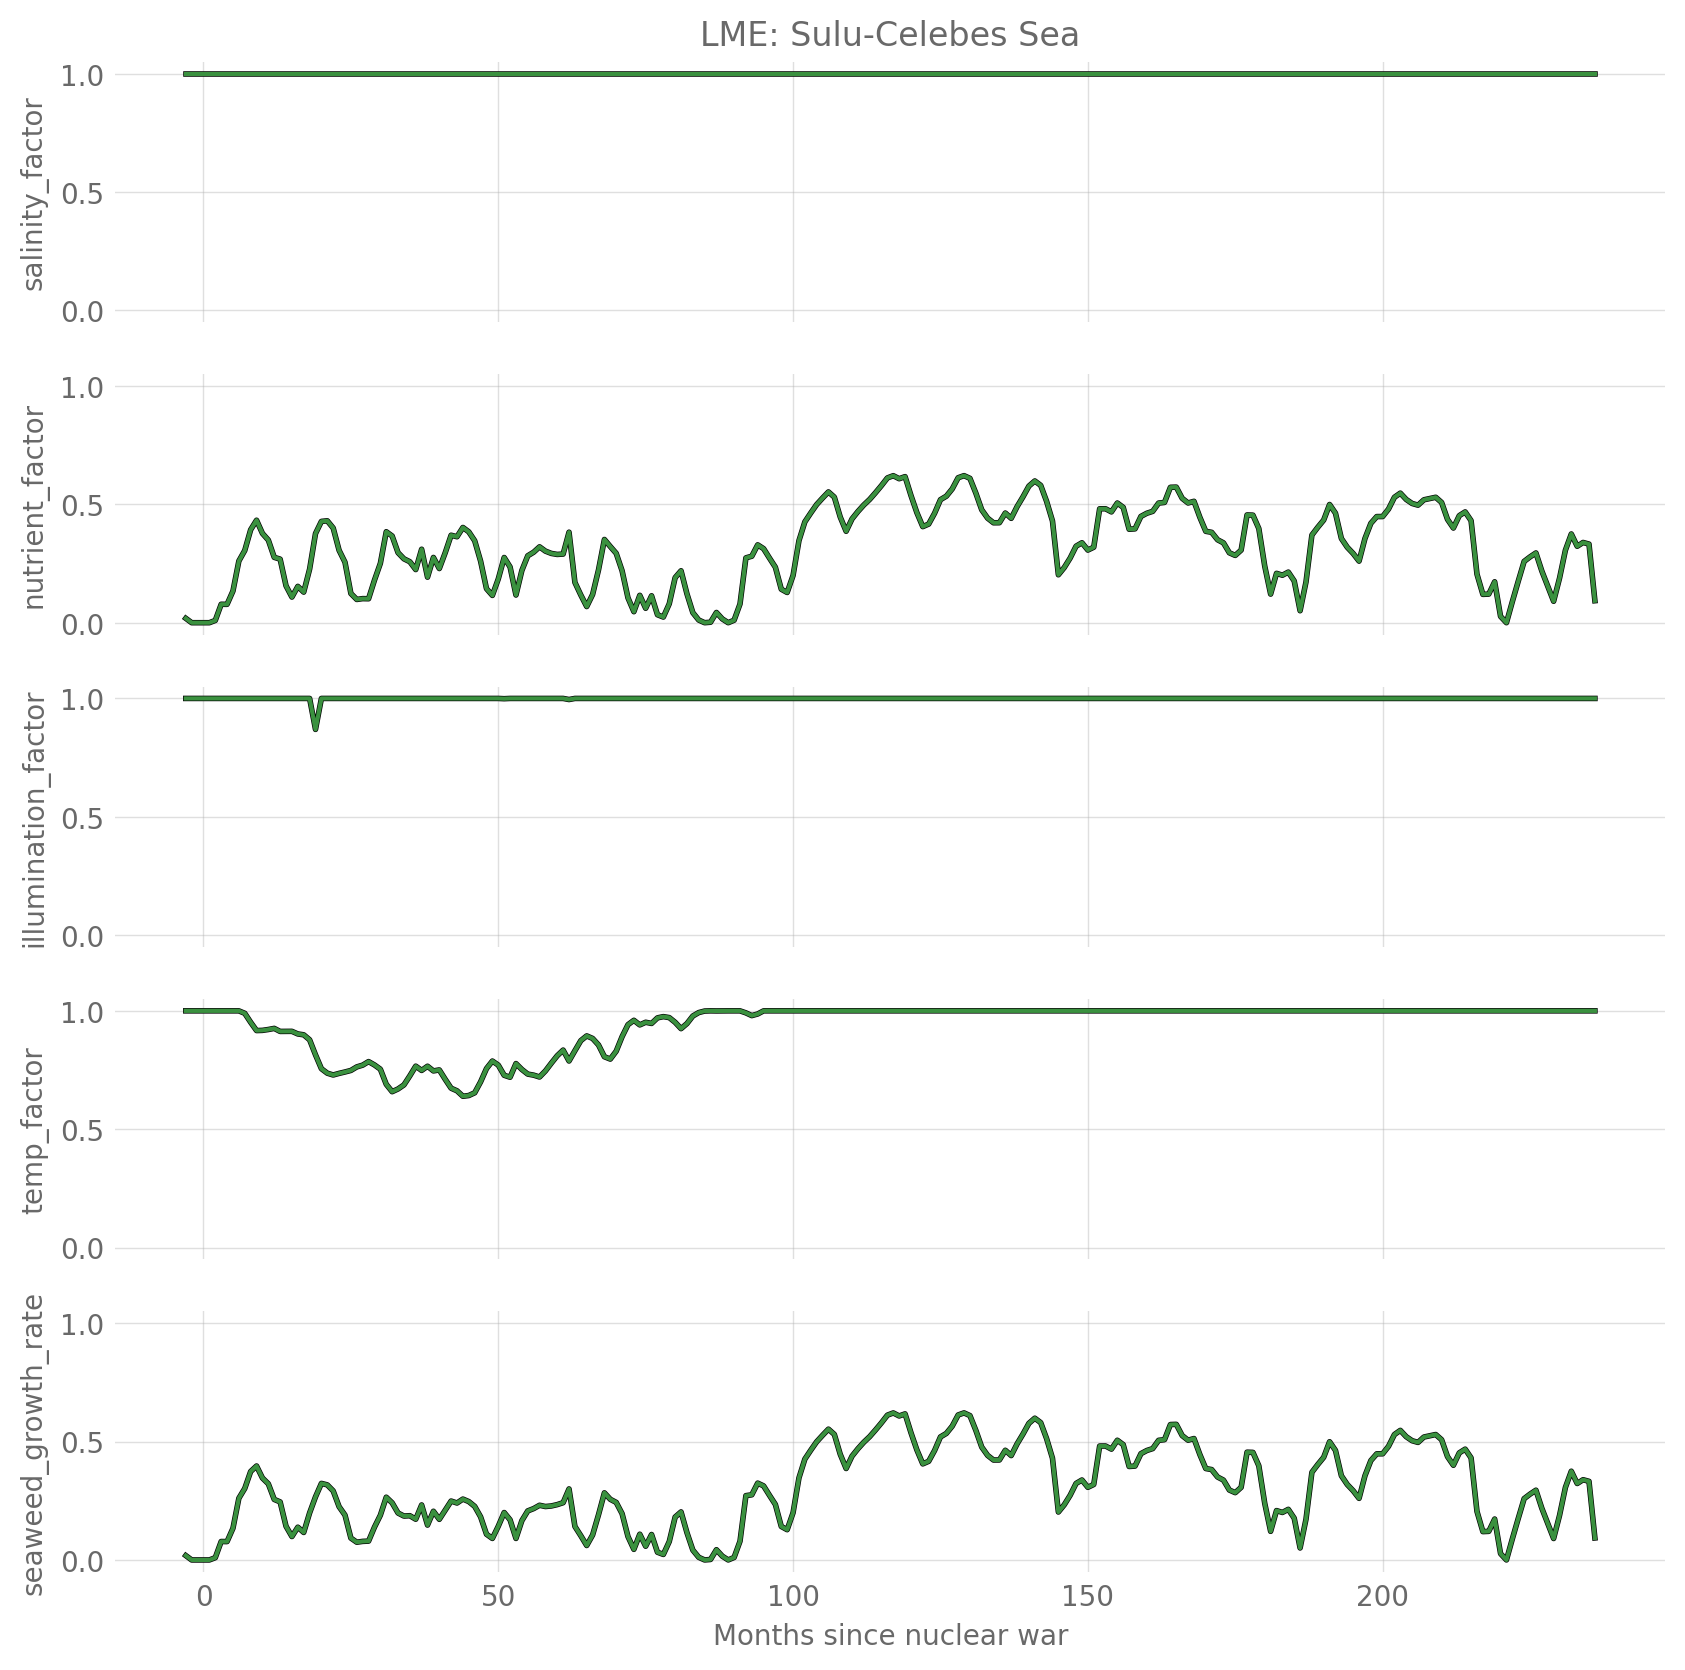 LME: Sulu-Celebes Sea
1.0
0.5
0.0
salinity_factor
1.0
0.5
0.0
nutrient_factor
1.0
0.5
0.0
illumination_factor
1.0
0.5
0.0
temp_factor
1.0
0.5
0.0
seaweed_growth_rate
0 50 100 150 200
Months since nuclear war